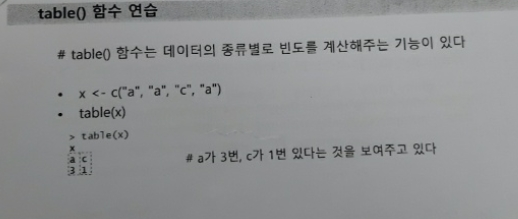 table() 함수 연습
# table() 함수는 데이터의 종류별로 빈도를 계산해주는 기능이 있다
• x <- c("a", "a", "c", "a")
• table(x)
> table(x)
x
a c
3 1
# a가 3번, c가 1번 있다는 것을 보여주고 있다